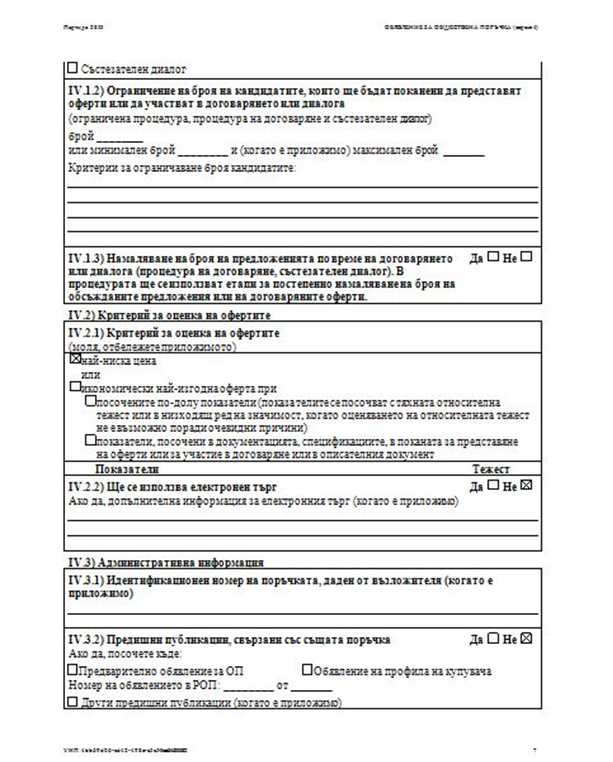 Партида: ОБЯВЛЕНИЕ ЗА ОБЩЕСТВЕНА ПОРЪЧКА
☐ Състезателен диалог
IV.1.2) Ограничение на броя на кандидатите, които ще бъдат поканени да представят
оферти или да участват в договарянето или диалога
(ограничена процедура, процедура на договаряне и състезателен диалог)
брой ________
или минимален брой ________ и (когато е приложимо) максимален брой _______
Критерии за ограничаване броя кандидатите:
IV.1.3) Намаляване на броя на предложенията по време на договарянето Да ☐ Не ☐
или диалога (процедура на договаряне, състезателен диалог). В
процедурата ще се използват етапи за постепенно намаляване на броя на
обсъжданите предложения или на договаряните оферти.
IV.2) Критерий за оценка на офертите
IV.2.1) Критерий за оценка на офертите
(моля, отбележете приложимото)
☒най-ниска цена
или
☐икономически най-изгодна оферта при
☐посочените по-долу показатели (показателите се посочват с тяхната относителна
тежест или в низходящ ред на значимост, когато оценяването на относителната тежест
не е възможно поради очевидни причини)
☐показатели, посочени в документацията, спецификациите, в поканата за представяне
на оферти или за участие в договаряне или в описателния документ
Показатели Тежест
IV.2.2) Ще се използва електронен търг Да ☐ Не ☒
Ако да, допълнителна информация за електронния търг (когато е приложимо)
IV.3) Административна информация
IV.3.1) Идентификационен номер на поръчката, даден от възложителя (когато е
приложимо)
IV.3.2) Предишни публикации, свързани със същата поръчка Да ☐ Не ☒
Ако да, посочете къде:
☐Предварително обявление за ОП ☐Обявление на профила на купувача
Номер на обявлението в РОП: ________ от _______
☐ Други предишни публикации (когато е приложимо)
УНП: 7